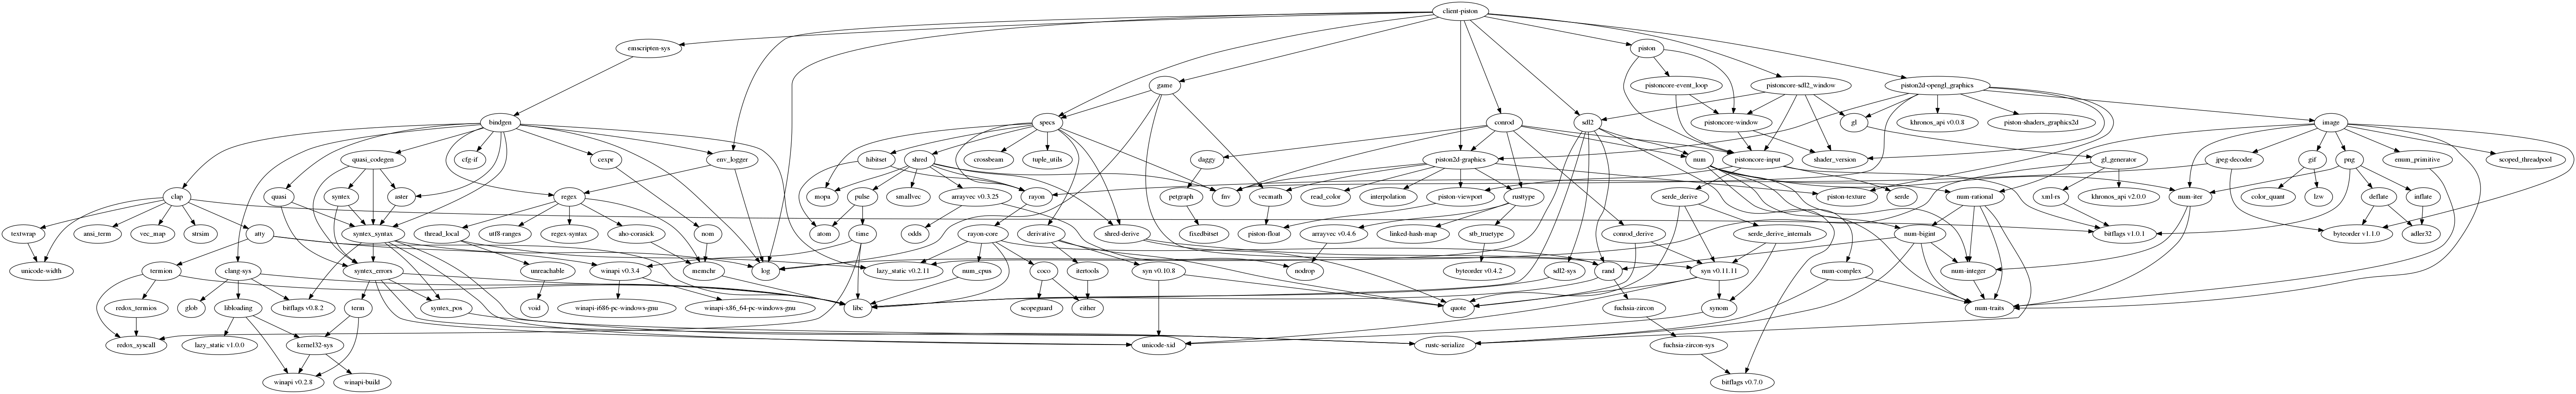 client-piston
emscripten-sys
piston
game
pistoncore-event_loop
pistoncore-sdl2_window
piston2d-opengl_graphics
bindgen
specs
conrod
sdl2
pistoncore-window
gl
khronos_api v0.0.8
piston-shaders_graphics2d
image
quasi_codegen
cfg-if
cexpr
env_logger
hibitset
shred
crossbeam
tuple_utils
daggy
piston2d-graphics
num
pistoncore-input
shader_version
gl_generator
jpeg-decoder
gif
png
enum_primitive
scoped_threadpool
clap
quasi
syntex
aster
regex
mopa
pulse
smallvec
arrayvec v0.3.25
rayon
petgraph
fnv
vecmath
read_color
interpolation
piston-viewport
rusttype
serde_derive
piston-texture
serde
num-rational
xml-rs
khronos_api v2.0.0
num-iter
color_quant
lzw
deflate
inflate
textwrap
ansi_term
vec_map
strsim
atty
syntex_syntax
thread_local
utf8-ranges
regex-syntax
aho-corasick
nom
atom
time
odds
rayon-core
derivative
shred-derive
fixedbitset
piston-float
arrayvec v0.4.6
linked-hash-map
stb_truetype
conrod_derive
serde_derive_internals
num-bigint
bitflags v1.0.1
byteorder v1.1.0
adler32
unicode-width
termion
clang-sys
syntex_errors
unreachable
winapi v0.3.4
memchr
log
lazy_static v0.2.11
num_cpus
coco
itertools
syn v0.10.8
nodrop
byteorder v0.4.2
sdl2-sys
rand
syn v0.11.11
num-complex
num-integer
redox_termios
glob
libloading
bitflags v0.8.2
term
syntex_pos
void
winapi-i686-pc-windows-gnu
winapi-x86_64-pc-windows-gnu
libc
scopeguard
either
quote
fuchsia-zircon
synom
num-traits
redox_syscall
lazy_static v1.0.0
kernel32-sys
unicode-xid
rustc-serialize
fuchsia-zircon-sys
winapi v0.2.8
winapi-build
bitflags v0.7.0